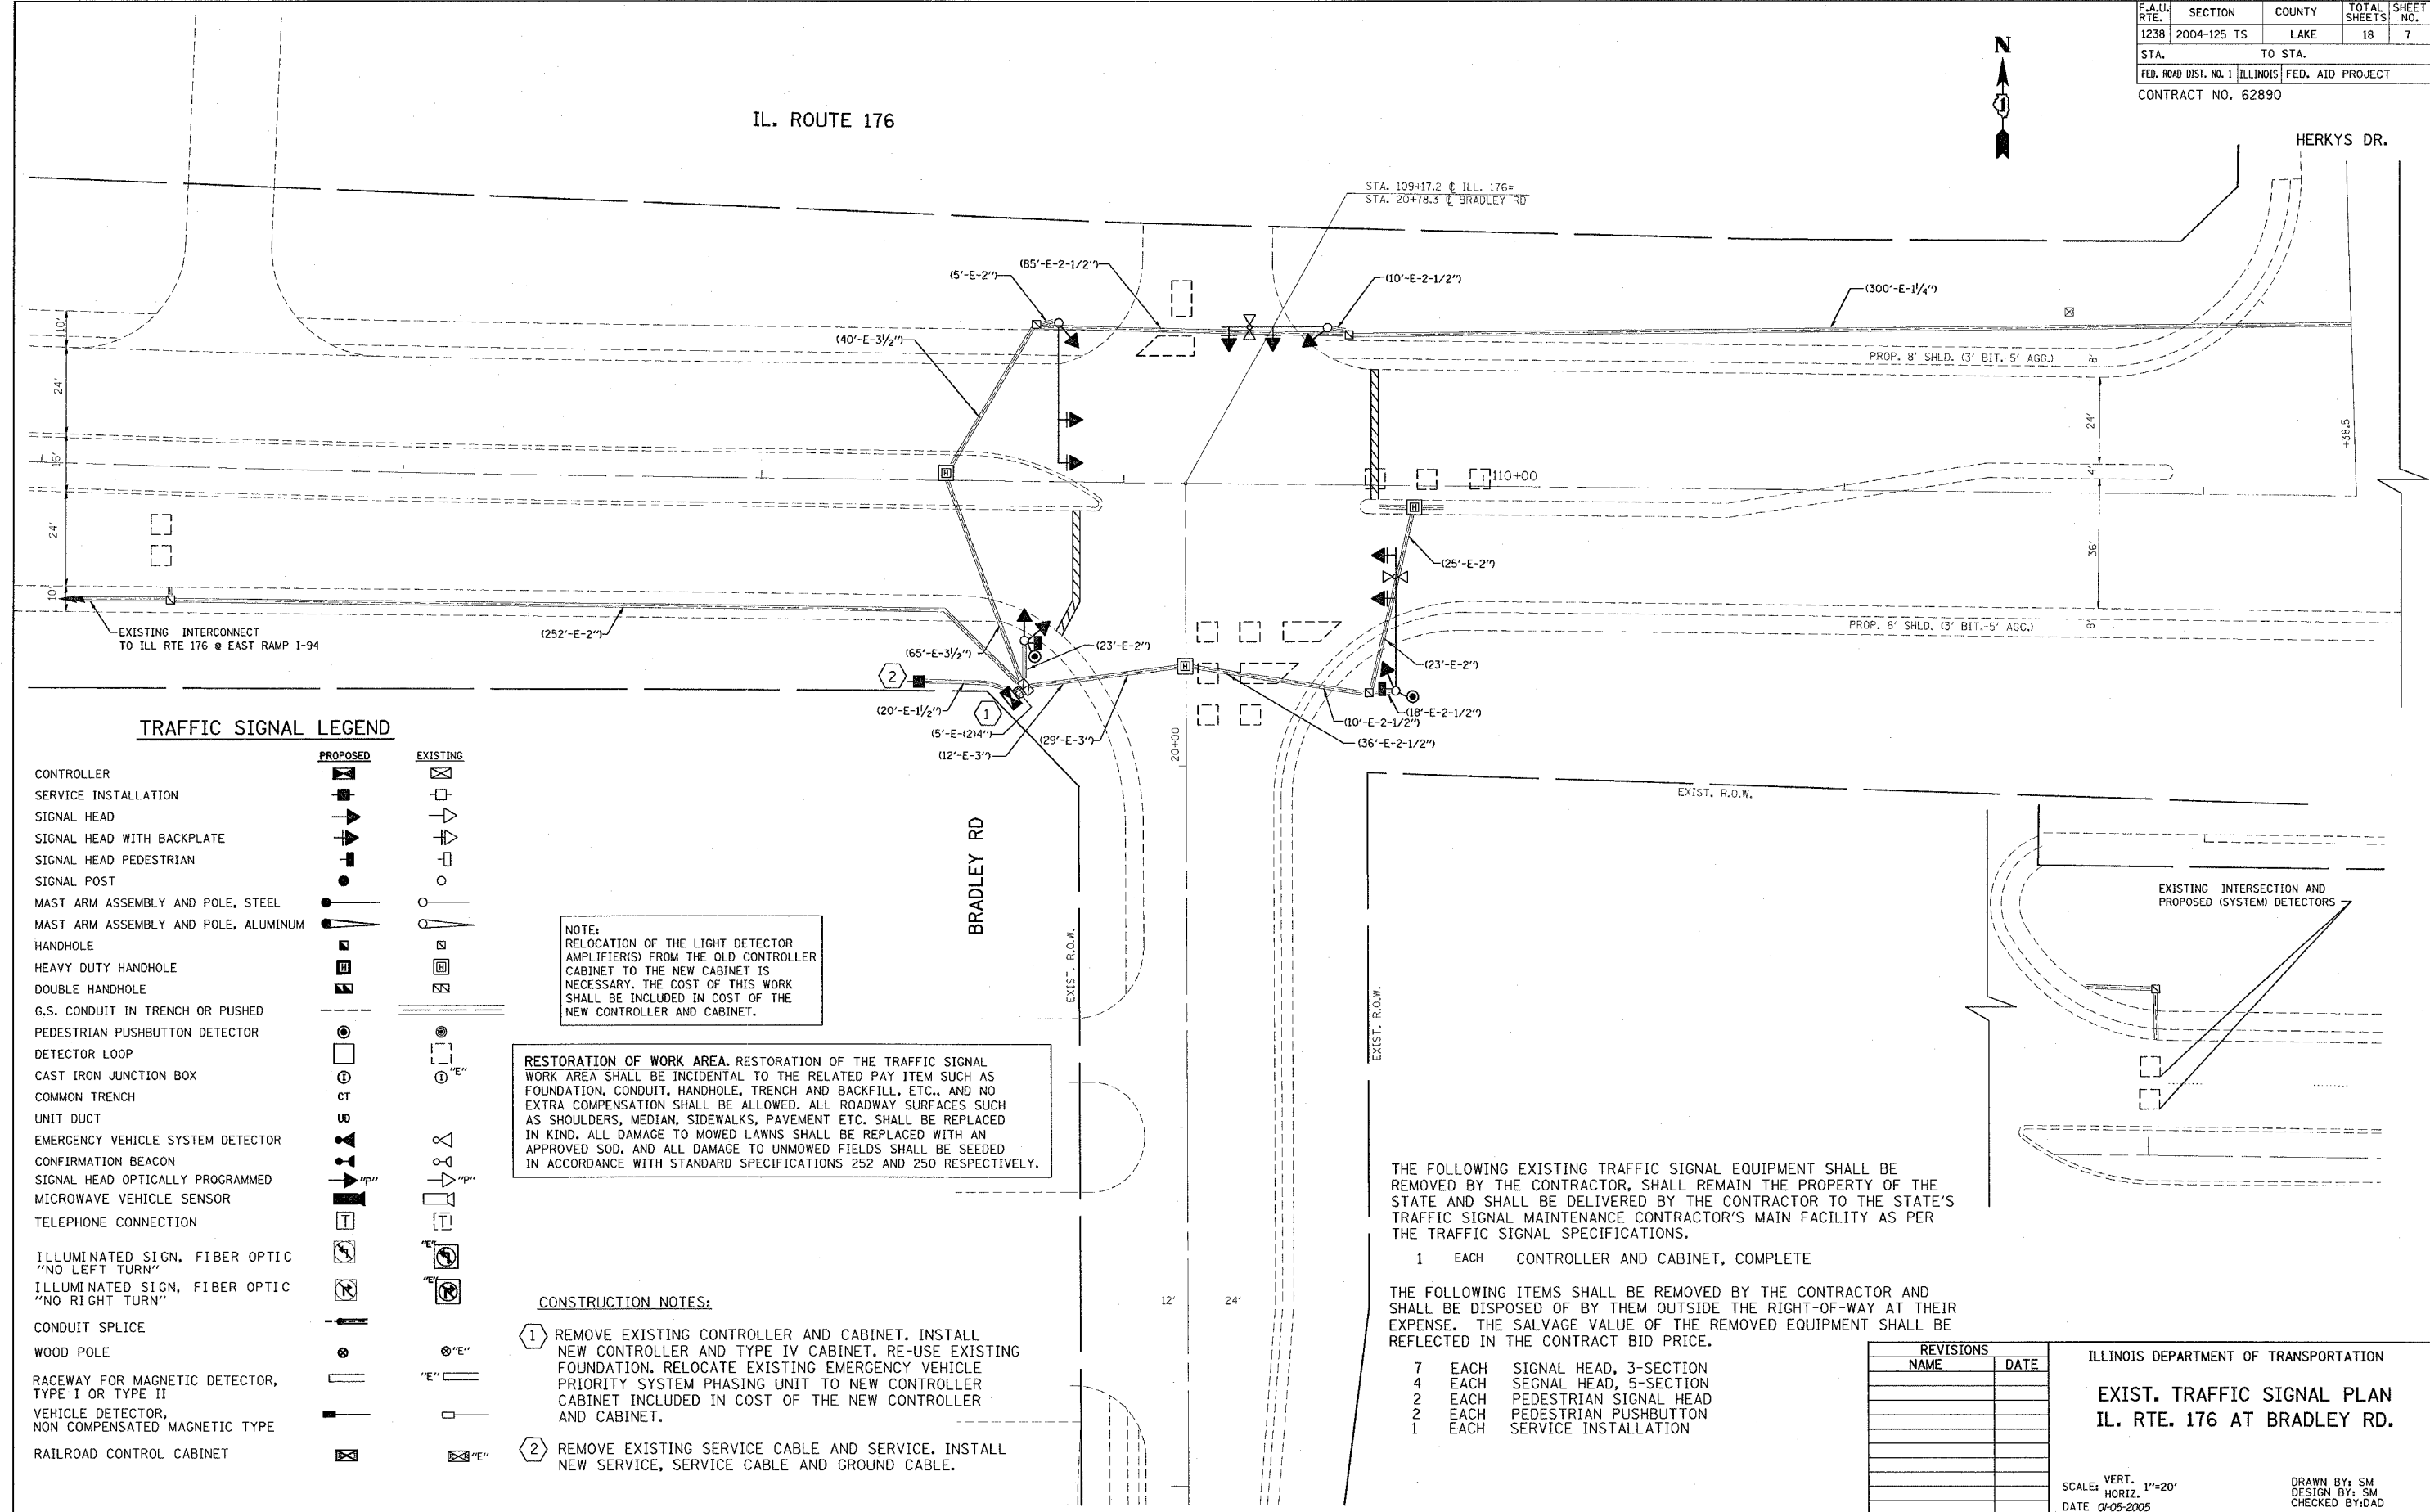 F.A.U. RTE. SECTION COUNTY TOTAL SHEETS SHEET NO.
1238 2004-125 TS LAKE 18 7
STA. TO STA.
FED. ROAD DIST. NO. 1 ILLINOIS FED. AID PROJECT
CONTRACT NO. 62890
N
1
IL. ROUTE 176
HERKYS DR.
STA. 109+17.2 ℄ ILL. 176=
STA. 20+78.3 ℄ BRADLEY RD
(5'-E-2")
(85'-E-2-1/2")
(10'-E-2-1/2")
(300'-E-1¼")
(40'-E-3½")
PROP. 8' SHLD. (3' BIT.-5' AGG.)
8'
10'
24'
16'
24'
10'
24'
4'
36'
8'
+38.5
110+00
H
H
H
(25'-E-2")
PROP. 8' SHLD. (3' BIT.-5' AGG.)
EXISTING INTERCONNECT
TO ILL RTE 176 @ EAST RAMP I-94
(252'-E-2")
(65'-E-3½")
(23'-E-2")
(23'-E-2")
2
(20'-E-1½")
1
(5'-E-(2)4")
(12'-E-3")
(29'-E-3")
(18'-E-2-1/2")
(10'-E-2-1/2")
(36'-E-2-1/2")
20+00
EXIST. R.O.W.
BRADLEY RD
EXIST. R.O.W.
EXIST. R.O.W.
12' 24'
EXISTING INTERSECTION AND
PROPOSED (SYSTEM) DETECTORS
TRAFFIC SIGNAL LEGEND
PROPOSED EXISTING
CONTROLLER
SERVICE INSTALLATION
SIGNAL HEAD
SIGNAL HEAD WITH BACKPLATE
SIGNAL HEAD PEDESTRIAN
SIGNAL POST
MAST ARM ASSEMBLY AND POLE, STEEL
MAST ARM ASSEMBLY AND POLE, ALUMINUM
HANDHOLE
HEAVY DUTY HANDHOLE H H
DOUBLE HANDHOLE
G.S. CONDUIT IN TRENCH OR PUSHED
PEDESTRIAN PUSHBUTTON DETECTOR
DETECTOR LOOP
CAST IRON JUNCTION BOX I I "E"
COMMON TRENCH CT
UNIT DUCT UD
EMERGENCY VEHICLE SYSTEM DETECTOR
CONFIRMATION BEACON
SIGNAL HEAD OPTICALLY PROGRAMMED "P" "P"
MICROWAVE VEHICLE SENSOR
TELEPHONE CONNECTION T T
ILLUMINATED SIGN, FIBER OPTIC "E"
"NO LEFT TURN"
ILLUMINATED SIGN, FIBER OPTIC "E"
"NO RIGHT TURN"
CONDUIT SPLICE
WOOD POLE "E"
RACEWAY FOR MAGNETIC DETECTOR, "E"
TYPE I OR TYPE II
VEHICLE DETECTOR,
NON COMPENSATED MAGNETIC TYPE
RAILROAD CONTROL CABINET "E"
NOTE:
RELOCATION OF THE LIGHT DETECTOR
AMPLIFIER(S) FROM THE OLD CONTROLLER
CABINET TO THE NEW CABINET IS
NECESSARY. THE COST OF THIS WORK
SHALL BE INCLUDED IN COST OF THE
NEW CONTROLLER AND CABINET.
RESTORATION OF WORK AREA. RESTORATION OF THE TRAFFIC SIGNAL
WORK AREA SHALL BE INCIDENTAL TO THE RELATED PAY ITEM SUCH AS
FOUNDATION, CONDUIT, HANDHOLE, TRENCH AND BACKFILL, ETC., AND NO
EXTRA COMPENSATION SHALL BE ALLOWED. ALL ROADWAY SURFACES SUCH
AS SHOULDERS, MEDIAN, SIDEWALKS, PAVEMENT ETC. SHALL BE REPLACED
IN KIND. ALL DAMAGE TO MOWED LAWNS SHALL BE REPLACED WITH AN
APPROVED SOD, AND ALL DAMAGE TO UNMOWED FIELDS SHALL BE SEEDED
IN ACCORDANCE WITH STANDARD SPECIFICATIONS 252 AND 250 RESPECTIVELY.
CONSTRUCTION NOTES:
1 REMOVE EXISTING CONTROLLER AND CABINET. INSTALL
NEW CONTROLLER AND TYPE IV CABINET. RE-USE EXISTING
FOUNDATION. RELOCATE EXISTING EMERGENCY VEHICLE
PRIORITY SYSTEM PHASING UNIT TO NEW CONTROLLER
CABINET INCLUDED IN COST OF THE NEW CONTROLLER
AND CABINET.
2 REMOVE EXISTING SERVICE CABLE AND SERVICE. INSTALL
NEW SERVICE, SERVICE CABLE AND GROUND CABLE.
THE FOLLOWING EXISTING TRAFFIC SIGNAL EQUIPMENT SHALL BE
REMOVED BY THE CONTRACTOR, SHALL REMAIN THE PROPERTY OF THE
STATE AND SHALL BE DELIVERED BY THE CONTRACTOR TO THE STATE'S
TRAFFIC SIGNAL MAINTENANCE CONTRACTOR'S MAIN FACILITY AS PER
THE TRAFFIC SIGNAL SPECIFICATIONS.
1 EACH CONTROLLER AND CABINET, COMPLETE
THE FOLLOWING ITEMS SHALL BE REMOVED BY THE CONTRACTOR AND
SHALL BE DISPOSED OF BY THEM OUTSIDE THE RIGHT-OF-WAY AT THEIR
EXPENSE. THE SALVAGE VALUE OF THE REMOVED EQUIPMENT SHALL BE
REFLECTED IN THE CONTRACT BID PRICE.
7 EACH SIGNAL HEAD, 3-SECTION
4 EACH SEGNAL HEAD, 5-SECTION
2 EACH PEDESTRIAN SIGNAL HEAD
2 EACH PEDESTRIAN PUSHBUTTON
1 EACH SERVICE INSTALLATION
REVISIONS
NAME DATE
ILLINOIS DEPARTMENT OF TRANSPORTATION
EXIST. TRAFFIC SIGNAL PLAN
IL. RTE. 176 AT BRADLEY RD.
SCALE: VERT. HORIZ. 1"=20'
DATE 01-05-2005
DRAWN BY: SM
DESIGN BY: SM
CHECKED BY:DAD